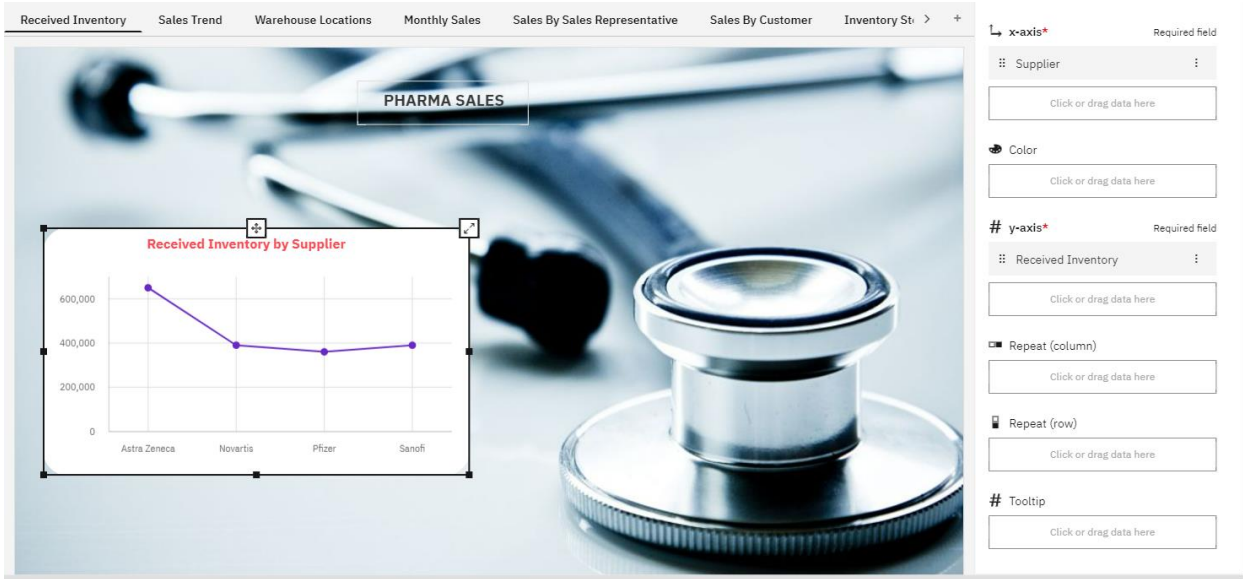 Received Inventory Sales Trend Warehouse Locations Monthly Sales Sales By Sales Representative Sales By Customer Inventory St
PHARMA SALES
Received Inventory by Supplier
600,000
400,000
200,000
0
Astra Zeneca Novartis Pfizer Sanofi
x-axis* Required field
Supplier
Click or drag data here
Color
Click or drag data here
# y-axis* Required field
Received Inventory
Click or drag data here
Repeat (column)
Click or drag data here
Repeat (row)
Click or drag data here
# Tooltip
Click or drag data here